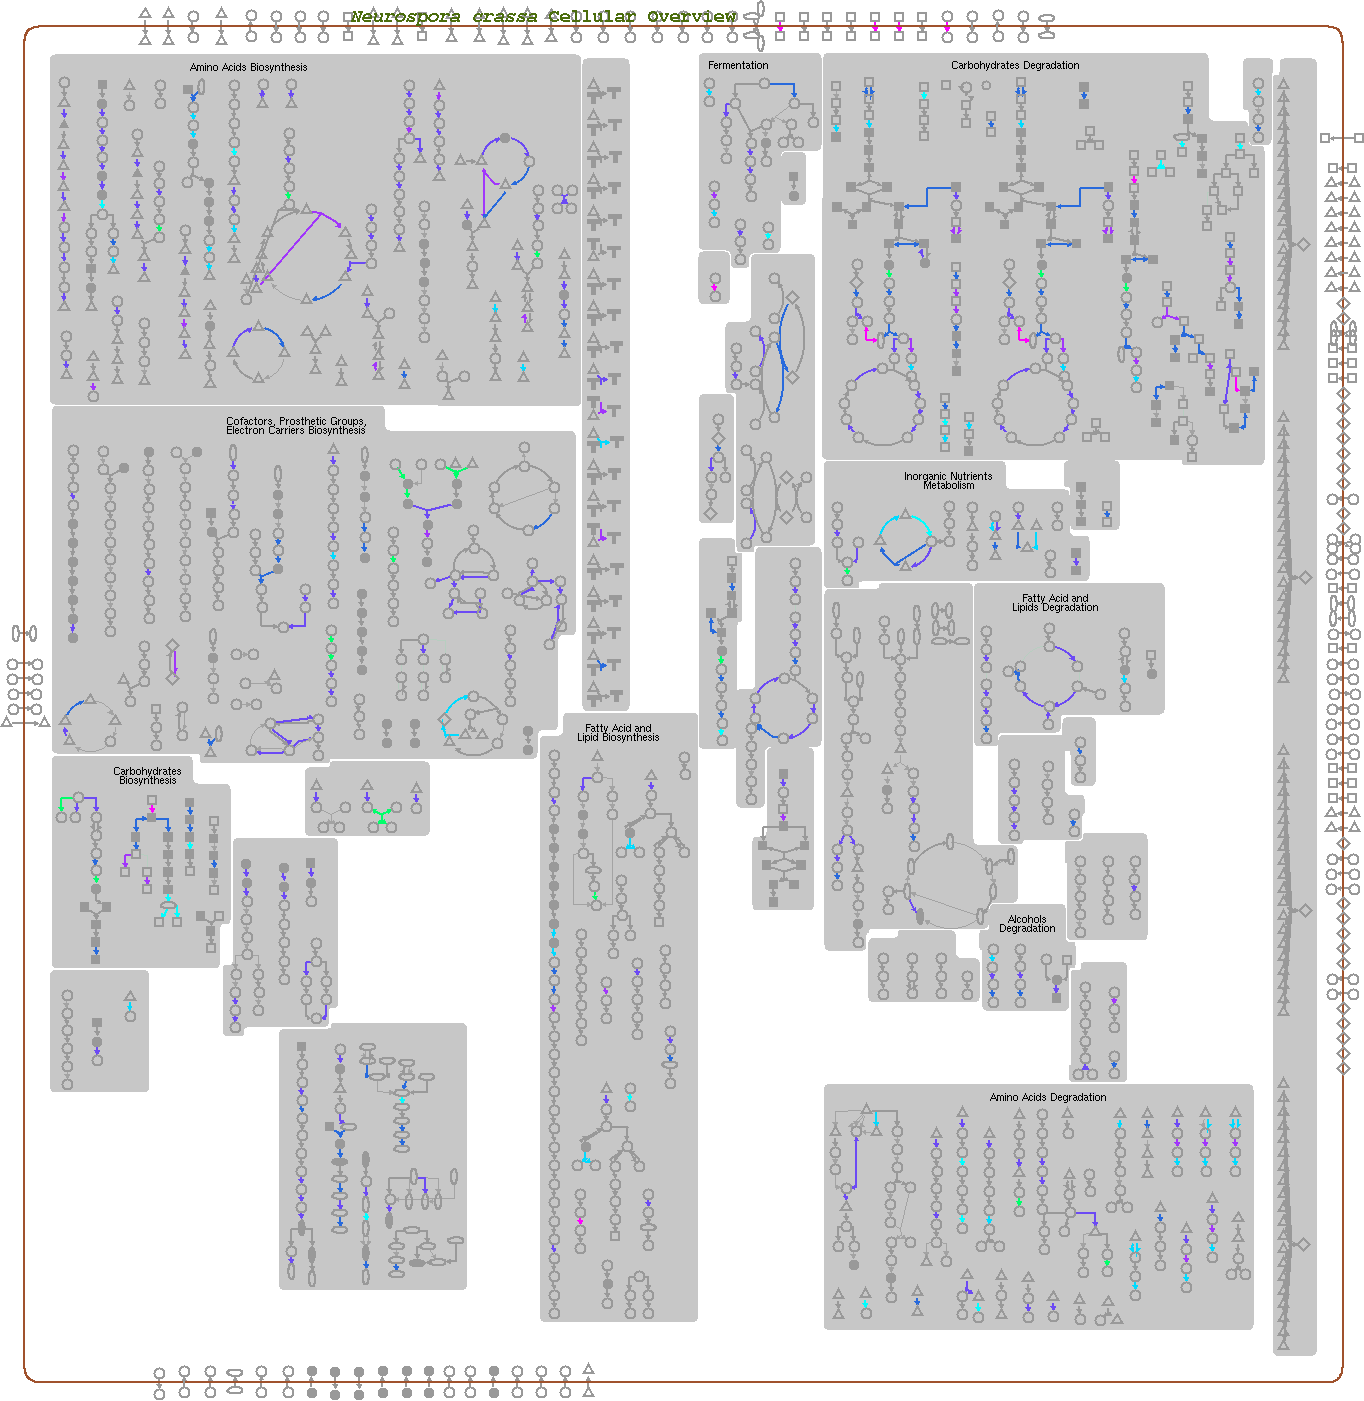 Neurospora crassa Cellular Overview
Amino Acids Biosynthesis
Fermentation
Carbohydrates Degradation
Cofactors, Prosthetic Groups,
Electron Carriers Biosynthesis
Inorganic Nutrients
Metabolism
Fatty Acid and
Lipids Degradation
Fatty Acid and
Lipid Biosynthesis
Carbohydrates
Biosynthesis
Alcohols
Degradation
Amino Acids Degradation